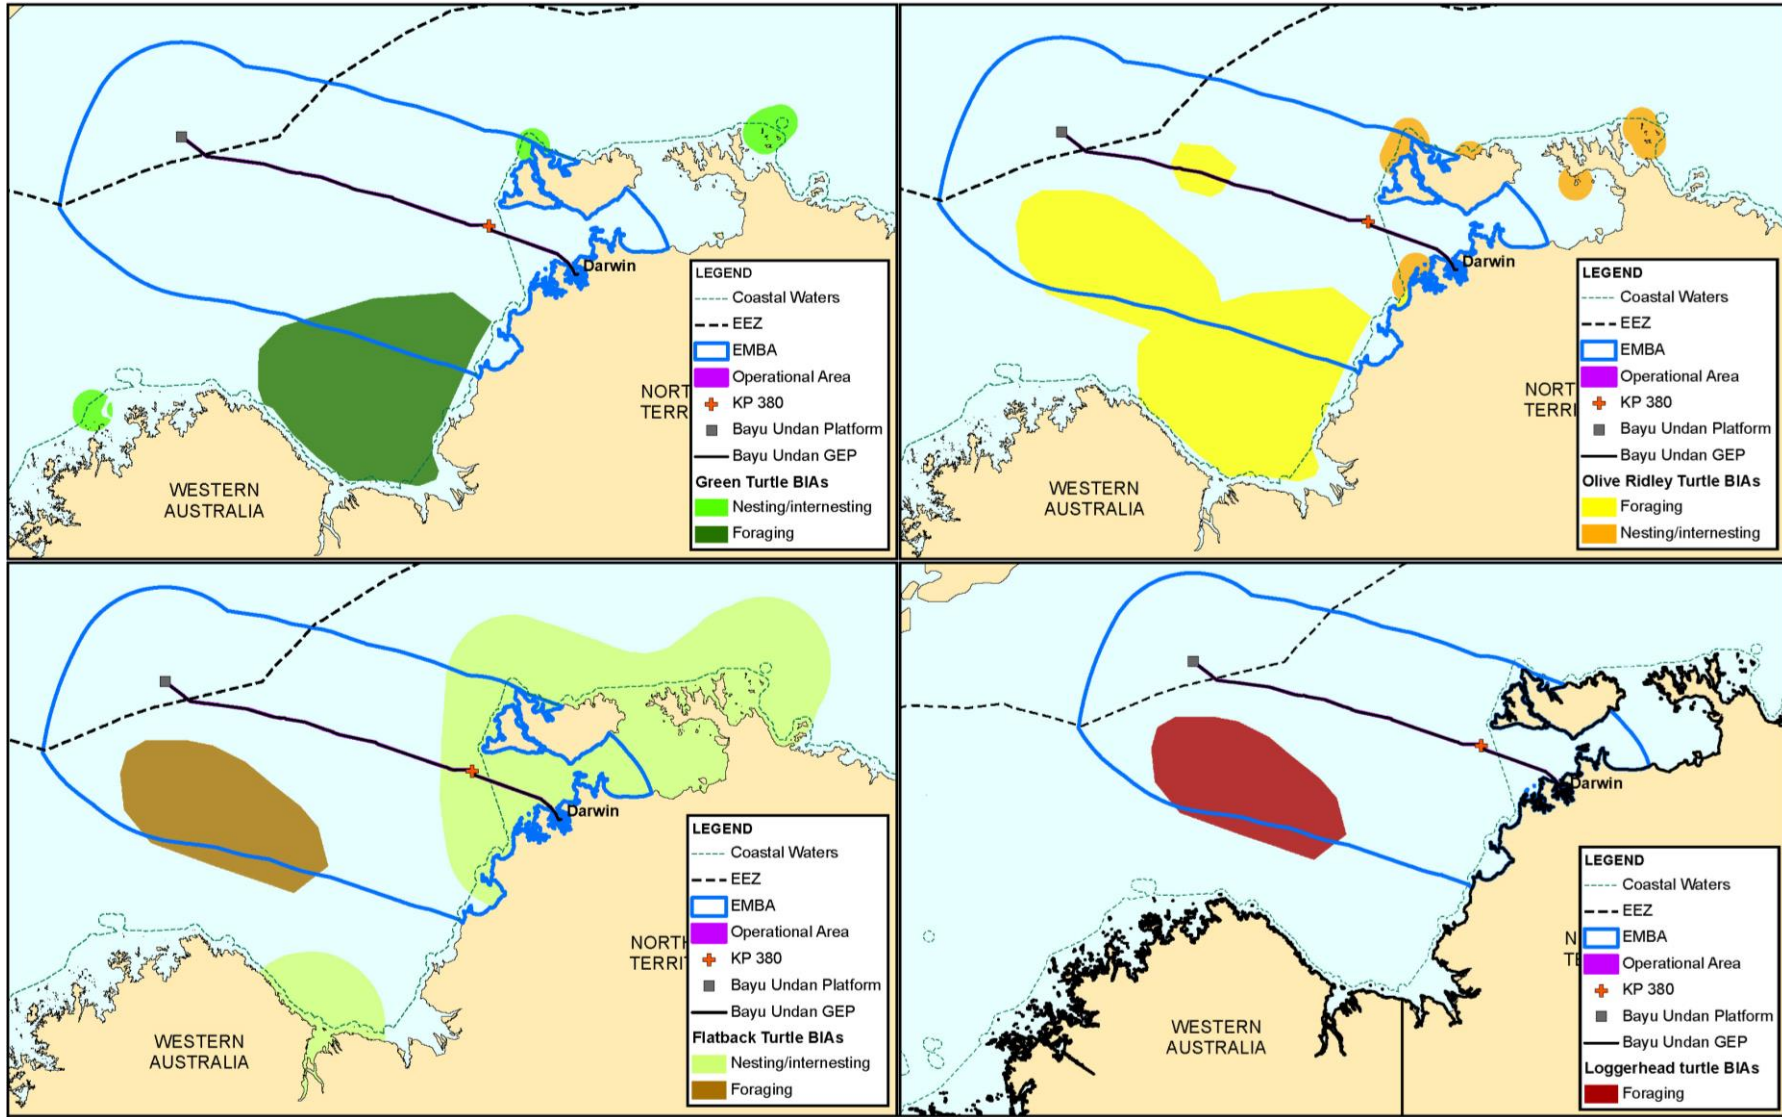 Darwin
NORT
TERR
WESTERN
AUSTRALIA
LEGEND
Coastal Waters
EEZ
EMBA
Operational Area
KP 380
Bayu Undan Platform
Bayu Undan GEP
Green Turtle BIAs
Nesting/internesting
Foraging
Darwin
NORT
TERRI
WESTERN
AUSTRALIA
LEGEND
Coastal Waters
EEZ
EMBA
Operational Area
KP 380
Bayu Undan Platform
Bayu Undan GEP
Olive Ridley Turtle BIAs
Foraging
Nesting/internesting
Darwin
NORTH
TERRIT
WESTERN
AUSTRALIA
LEGEND
Coastal Waters
EEZ
EMBA
Operational Area
KP 380
Bayu Undan Platform
Bayu Undan GEP
Flatback Turtle BIAs
Nesting/internesting
Foraging
Darwin
N
TE
WESTERN
AUSTRALIA
LEGEND
Coastal Waters
EEZ
EMBA
Operational Area
KP 380
Bayu Undan Platform
Bayu Undan GEP
Loggerhead turtle BIAs
Foraging